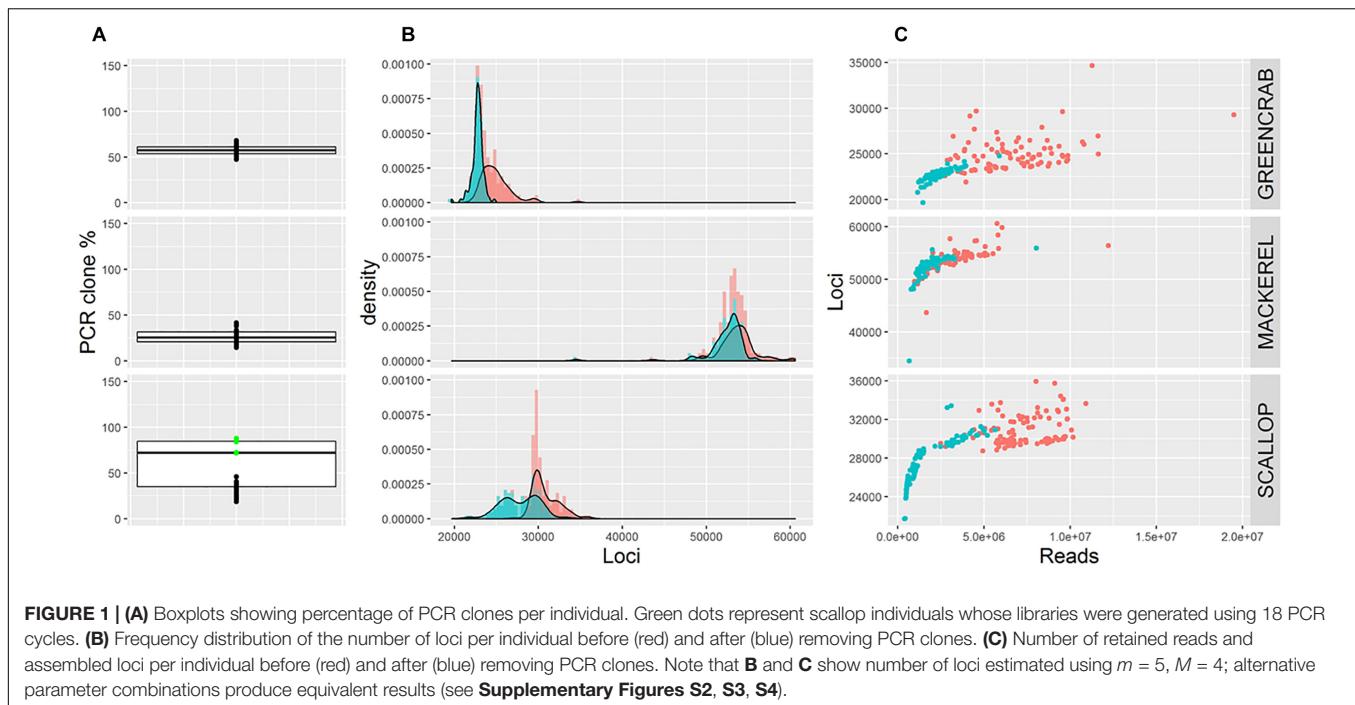 A
B
C
PCR clone %
150
100
50
0
150
100
50
0
150
100
50
0
density
0.00100
0.00075
0.00050
0.00025
0.00000
0.00100
0.00075
0.00050
0.00025
0.00000
0.00100
0.00075
0.00050
0.00025
0.00000
20000 30000 40000 50000 60000
Loci
Loci
35000
30000
25000
20000
60000
50000
40000
36000
32000
28000
24000
0.0e+00 5.0e+06 1.0e+07 1.5e+07 2.0e+07
Reads
GREENCRAB
MACKEREL
SCALLOP
FIGURE 1 | (A) Boxplots showing percentage of PCR clones per individual. Green dots represent scallop individuals whose libraries were generated using 18 PCR
cycles. (B) Frequency distribution of the number of loci per individual before (red) and after (blue) removing PCR clones. (C) Number of retained reads and
assembled loci per individual before (red) and after (blue) removing PCR clones. Note that B and C show number of loci estimated using m = 5, M = 4; alternative
parameter combinations produce equivalent results (see Supplementary Figures S2, S3, S4).